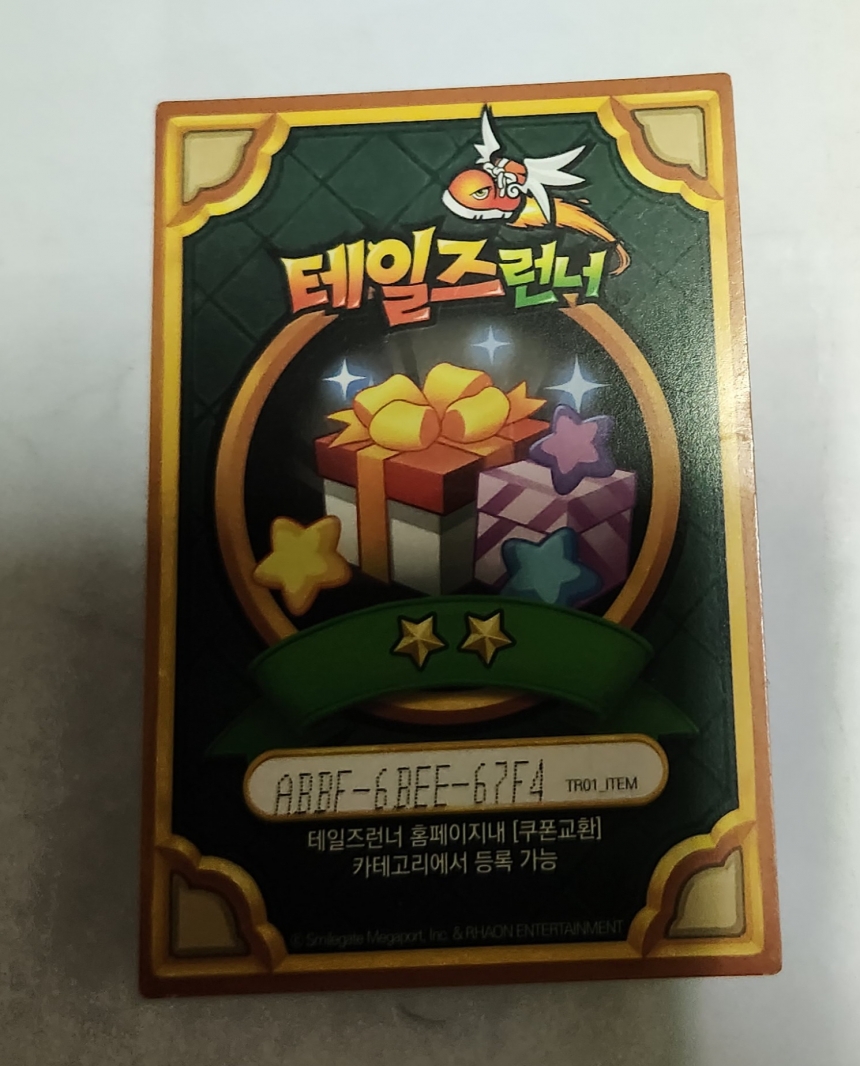 테일즈런너
ABBF-6BEE-67F4 TR01_ITEM
테일즈런너 홈페이지내 [쿠폰교환]
카테고리에서 등록 가능
© Smilegate Megaport, Inc. & RHAON ENTERTAINMENT